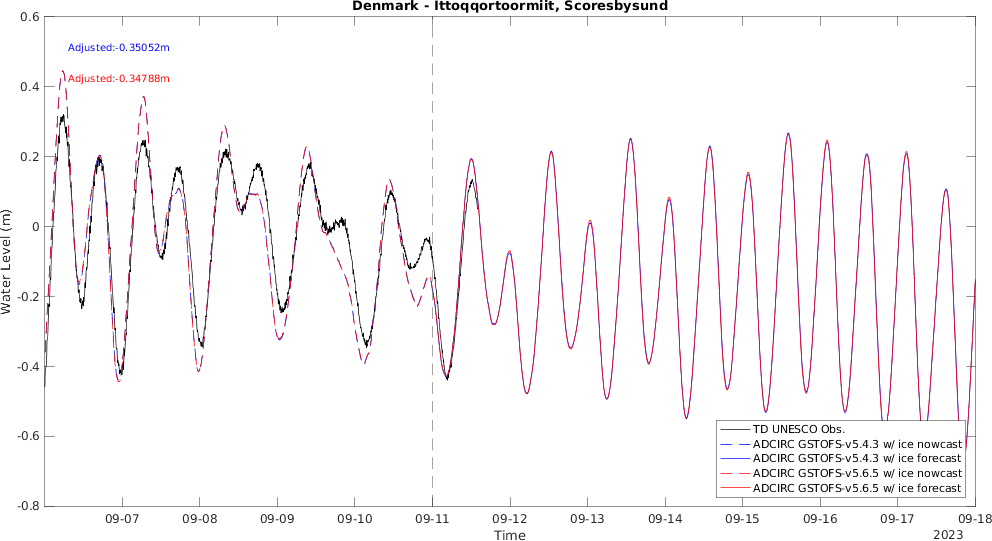 Denmark - Ittoqqortoormiit, Scoresbysund
0.6
0.4
0.2
0
-0.2
-0.4
-0.6
-0.8
Water Level (m)
Adjusted:-0.35052m
Adjusted:-0.34788m
TD UNESCO Obs.
ADCIRC GSTOFS-v5.4.3 w/ ice nowcast
ADCIRC GSTOFS-v5.4.3 w/ ice forecast
ADCIRC GSTOFS-v5.6.5 w/ ice nowcast
ADCIRC GSTOFS-v5.6.5 w/ ice forecast
09-07 09-08 09-09 09-10 09-11 09-12 09-13 09-14 09-15 09-16 09-17 09-18
Time
2023